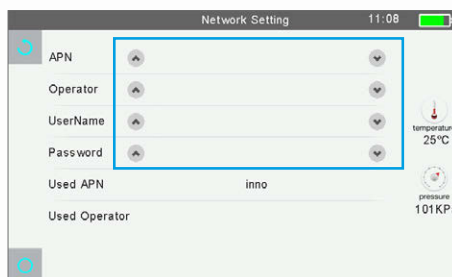 Network Setting 11:08
APN
Operator
UserName
Password
Used APN inno
Used Operator
temperature
25°C
pressure
101KP